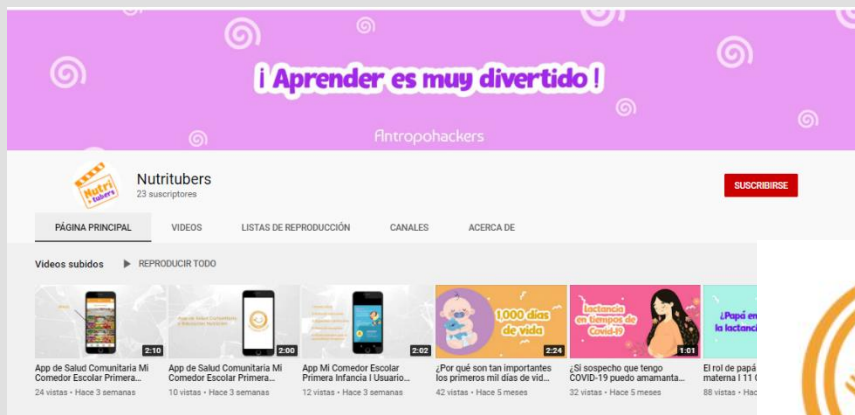 ¡ Aprender es muy divertido !
Antropohackers
Nutri
tubers
Nutritubers
23 suscriptores
SUSCRIBIRSE
PÁGINA PRINCIPAL VIDEOS LISTAS DE REPRODUCCIÓN CANALES ACERCA DE
Videos subidos REPRODUCIR TODO
2:10
2:00
2:02
1,000 días
de vida
2:24
Lactancia
en tiempos de
Covid-19
1:01
¿Papá en
la lactanci
App de Salud Comunitaria Mi
Comedor Escolar Primera...
24 vistas • Hace 3 semanas
App de Salud Comunitaria Mi
Comedor Escolar Primera...
10 vistas • Hace 3 semanas
App Mi Comedor Escolar
Primera Infancia I Usuario...
12 vistas • Hace 3 semanas
¿Por qué son tan importantes
los primeros mil días de vid...
42 vistas • Hace 5 meses
¿Si sospecho que tengo
COVID-19 puedo amamanta...
32 vistas • Hace 5 meses
El rol de papá
materna I 11
88 vistas • Hac